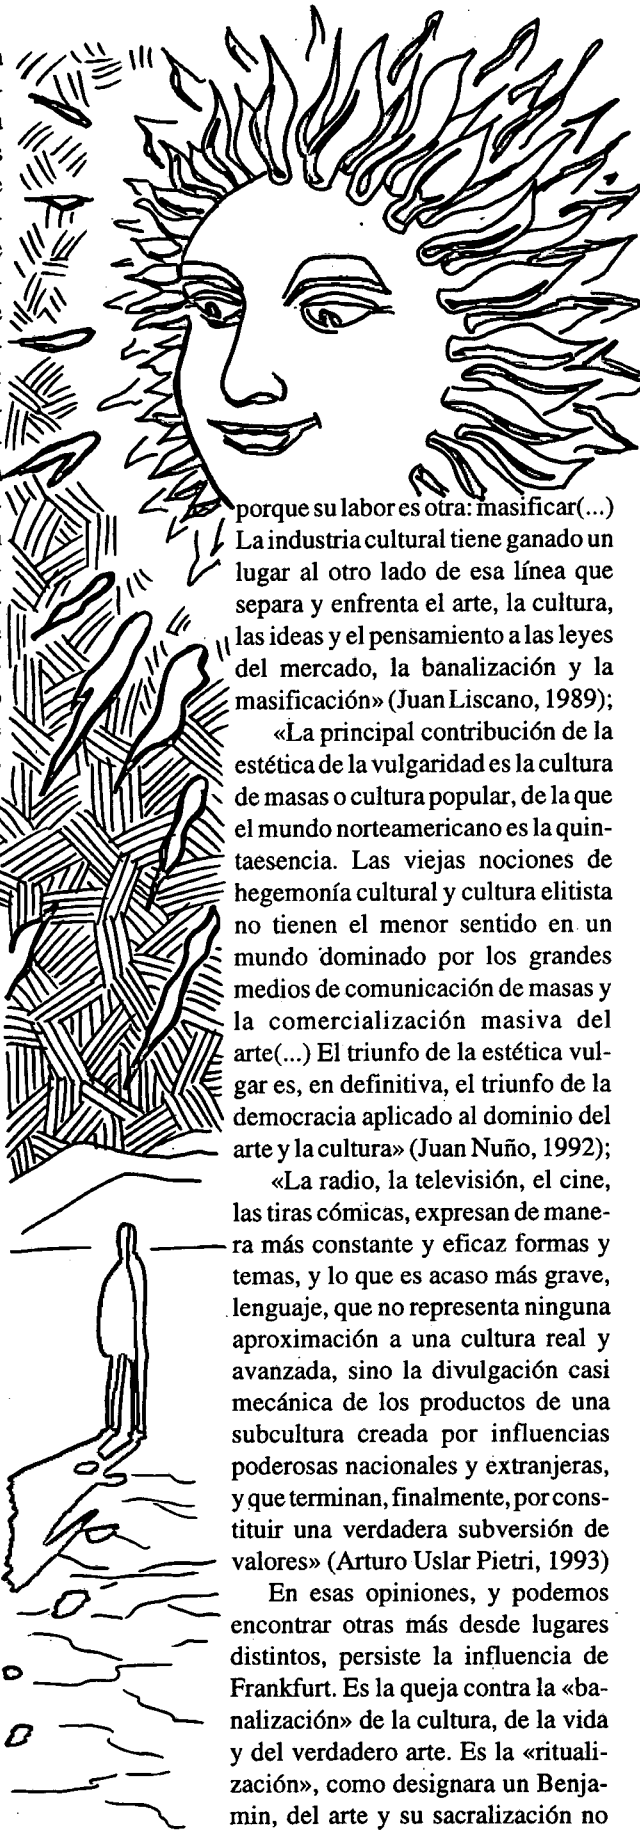 porque su labor es otra: masificar(...)
La industria cultural tiene ganado un
lugar al otro lado de esa línea que
separa y enfrenta el arte, la cultura,
las ideas y el pensamiento a las leyes
del mercado, la banalización y la
masificación» (Juan Liscano, 1989);
«La principal contribución de la
estética de la vulgaridad es la cultura
de masas o cultura popular, de la que
el mundo norteamericano es la quin-
taesencia. Las viejas nociones de
hegemonía cultural y cultura elitista
no tienen el menor sentido en un
mundo dominado por los grandes
medios de comunicación de masas y
la comercialización masiva del
arte(...) El triunfo de la estética vul-
gar es, en definitiva, el triunfo de la
democracia aplicado al dominio del
arte y la cultura» (Juan Nuño, 1992);
«La radio, la televisión, el cine,
las tiras cómicas, expresan de mane-
ra más constante y eficaz formas y
temas, y lo que es acaso más grave,
lenguaje, que no representa ninguna
aproximación a una cultura real y
avanzada, sino la divulgación casi
mecánica de los productos de una
subcultura creada por influencias
poderosas nacionales y extranjeras,
y que terminan, finalmente, por cons-
tituir una verdadera subversión de
valores» (Arturo Uslar Pietri, 1993)
En esas opiniones, y podemos
encontrar otras más desde lugares
distintos, persiste la influencia de
Frankfurt. Es la queja contra la «ba-
nalización» de la cultura, de la vida
y del verdadero arte. Es la «rituali-
zación», como designara un Benja-
min, del arte y su sacralización no